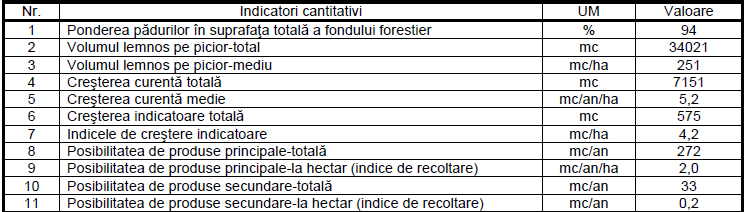 Nr. Indicatori cantitativi UM Valoare
1 Ponderea pădurilor în suprafaţa totală a fondului forestier % 94
2 Volumul lemnos pe picior-total mc 34021
3 Volumul lemnos pe picior-mediu mc/ha 251
4 Creşterea curentă totală mc 7151
5 Creşterea curentă medie mc/an/ha 5,2
6 Creşterea indicatoare totală mc 575
7 Indicele de creştere indicatoare mc/ha 4,2
8 Posibilitatea de produse principale-totală mc/an 272
9 Posibilitatea de produse principale-la hectar (indice de recoltare) mc/an/ha 2,0
10 Posibilitatea de produse secundare-totală mc/an 33
11 Posibilitatea de produse secundare-la hectar (indice de recoltare) mc/an 0,2